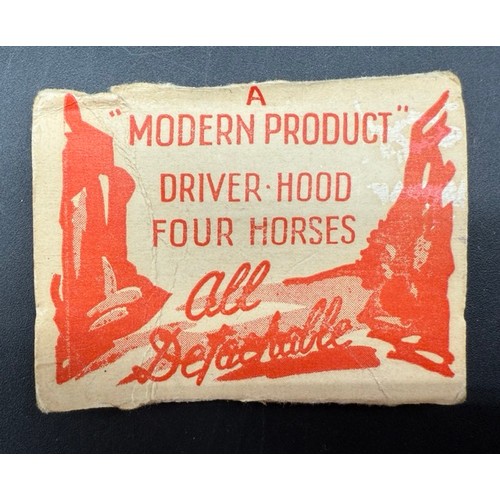 A
"MODERN PRODUCT"
DRIVER · HOOD
FOUR HORSES
All
Detachable